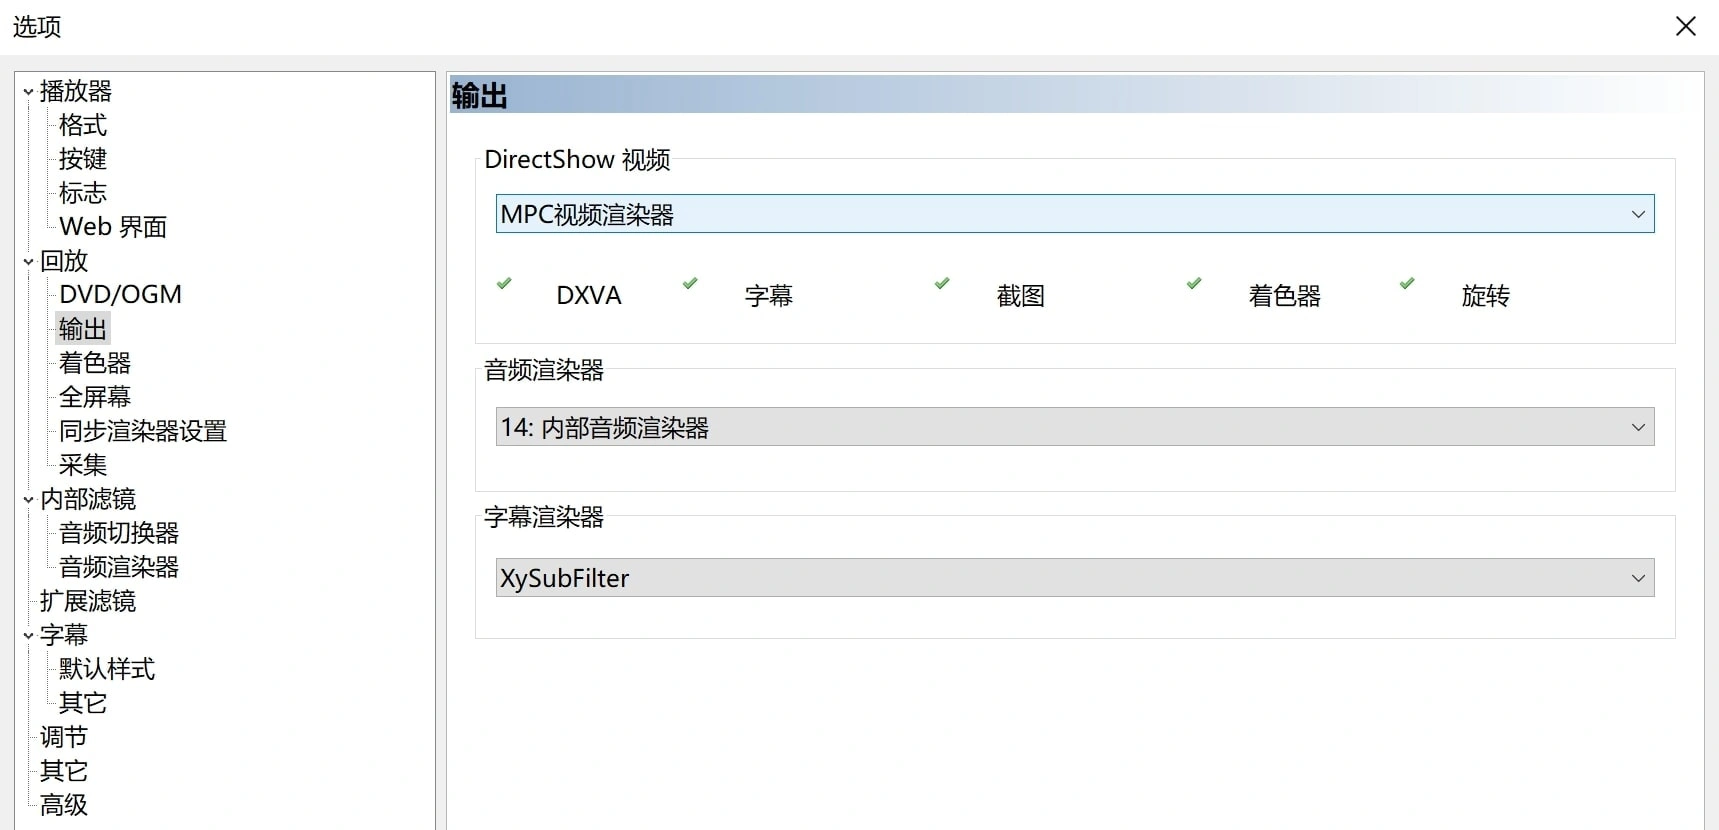 选项
播放器
格式
按键
标志
Web 界面
回放
DVD/OGM
输出
着色器
全屏幕
同步渲染器设置
采集
内部滤镜
音频切换器
音频渲染器
扩展滤镜
字幕
默认样式
其它
调节
其它
高级
输出
DirectShow 视频
MPC视频渲染器
DXVA 字幕 截图 着色器 旋转
音频渲染器
14: 内部音频渲染器
字幕渲染器
XySubFilter